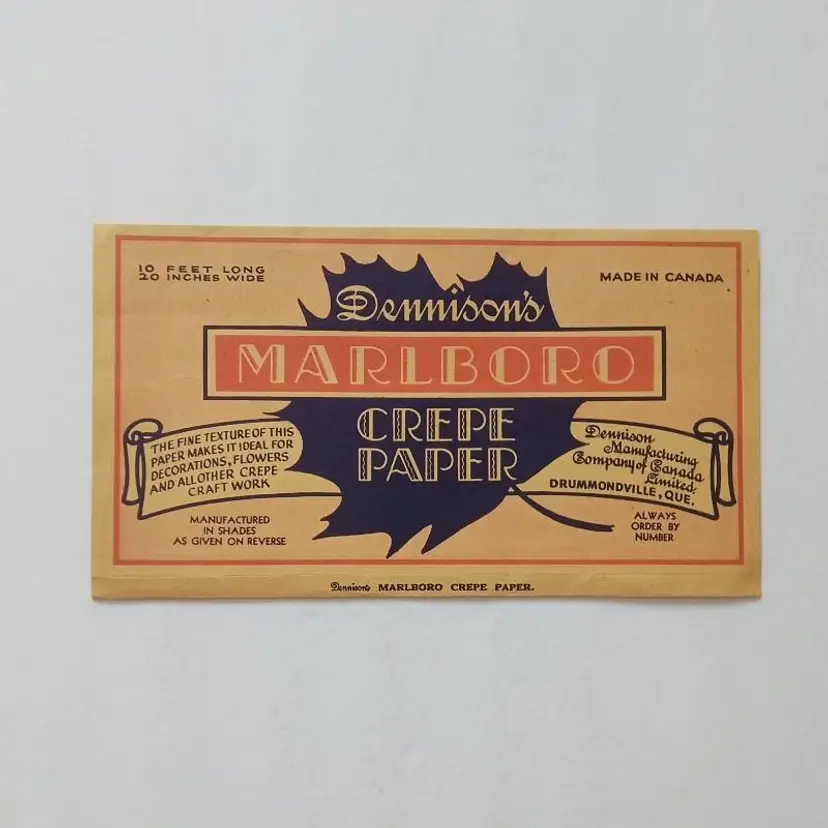 10 FEET LONG
20 INCHES WIDE
MADE IN CANADA
Dennison's
MARLBORO
CREPE
PAPER
THE FINE TEXTURE OF THIS
PAPER MAKES IT IDEAL FOR
DECORATIONS, FLOWERS
AND ALL OTHER CREPE
CRAFT WORK
Dennison
Manufacturing
Company of Canada
Limited.
DRUMMONDVILLE, QUE.
MANUFACTURED
IN SHADES
AS GIVEN ON REVERSE
ALWAYS
ORDER BY
NUMBER
Dennison's MARLBORO CREPE PAPER.